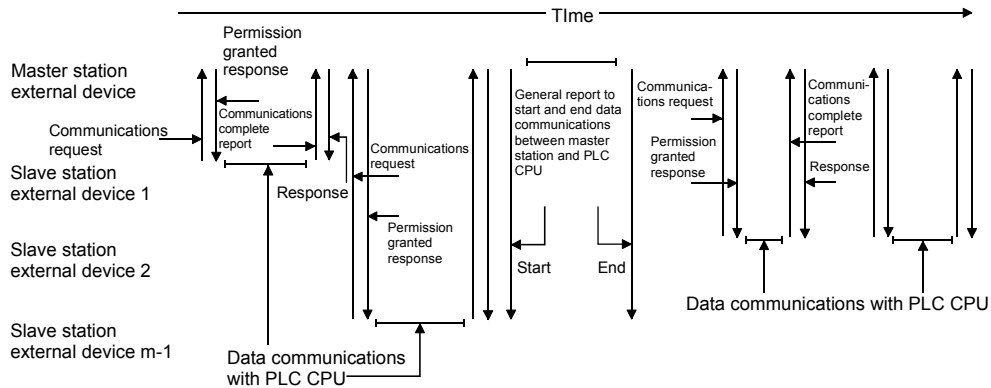 TIme
Permission
granted
response
Master station
external device
Communications
request
Communications
complete
report
Slave station
external device 1
Response
Communications
request
Permission
granted
response
General report to
start and end data
communications
between master
station and PLC
CPU
Start
End
Communica-
tions request
Permission
granted
response
Communi-
cations
complete
report
Response
Slave station
external device 2
Data communications with PLC CPU
Slave station
external device m-1
Data communications
with PLC CPU